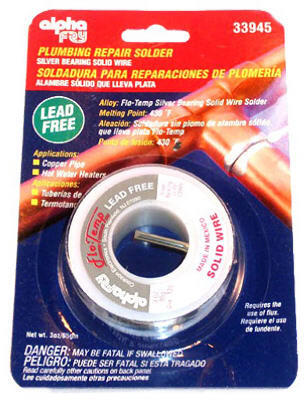 alpha
FRY
33945
PLUMBING REPAIR SOLDER
SILVER BEARING SOLID WIRE
SOLDADURA PARA REPARACIONES DE PLOMERÍA
ALAMBRE SÓLIDO QUE LLEVA PLATA
LEAD
FREE
Alloy: Flo-Temp Silver Bearing Solid Wire Solder
Melting Point: 430 °F
Aleación: Soldadura sin plomo de alambre sólido,
que lleva plata Flo-Temp
Punto de fusión: 430 °F
Applications:
Copper Pipe
Hot Water Heaters
Aplicaciones:
Tuberías de
Termotan
LEAD FREE
Flo-Temp
alphaFry
SOLID WIRE
MADE IN MEXICO
Requires the
use of flux.
Requiere el uso
de fundente.
Net wt. 3oz/85gm
DANGER: MAY BE FATAL IF SWALLOWED.
PELIGRO: PUEDE SER FATAL SI ESTA TRAGADO
Read carefully other cautions on back panel.
Lee cuidadosamente otras precauciones.